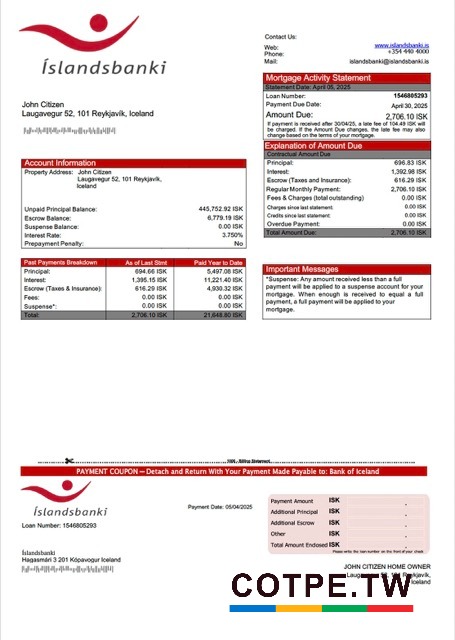 Íslandsbanki
Contact Us:
Web: www.islandsbanki.is
Phone: +354 440 4000
Mail: islandsbanki@islandsbanki.is
John Citizen
Laugavegur 52, 101 Reykjavík, Iceland
Mortgage Activity Statement
Statement Date: April 05, 2025
Loan Number: 1546805293
Payment Due Date: April 30, 2025
Amount Due: 2,706.10 ISK
If payment is received after 30/04/25, a late fee of 104.49 ISK will
be charged. If the Amount Due changes, the late fee may also
change based on the terms of your mortgage.
Explanation of Amount Due
Contractual Amount Due
Principal: 696.83 ISK
Interest: 1,392.98 ISK
Escrow (Taxes and Insurance): 616.29 ISK
Regular Monthly Payment: 2,706.10 ISK
Fees & Charges (total outstanding) 0.00 ISK
Charges since last statement: 0.00 ISK
Credits since last statement: 0.00 ISK
Overdue Payment: 0.00 ISK
Total Amount Due: 2,706.10 ISK
Account Information
Property Address: John Citizen
Laugavegur 52, 101 Reykjavík,
Iceland
Unpaid Principal Balance: 445,752.92 ISK
Escrow Balance: 6,779.19 ISK
Suspense Balance: 0.00 ISK
Interest Rate: 3.750%
Prepayment Penalty: No
Past Payments Breakdown As of Last Stmt Paid Year to Date
Principal: 694.66 ISK 5,497.08 ISK
Interest: 1,395.15 ISK 11,221.40 ISK
Escrow (Taxes & Insurance): 616.29 ISK 4,930.32 ISK
Fees: 0.00 ISK 0.00 ISK
Suspense*: 0.00 ISK 0.00 ISK
Total: 2,706.10 ISK 21,648.80 ISK
Important Messages
*Suspense: Any amount received less than a full
payment will be applied to a suspense account for your
mortgage. When enough is received to equal a full
payment, a full payment will be applied to your
mortgage.
PAYMENT COUPON – Detach and Return With Your Payment Made Payable to: Bank of Iceland
Íslandsbanki
Loan Number: 1546805293
Payment Date: 05/04/2025
Payment Amount ISK
Additional Principal ISK
Additional Escrow ISK
Other ISK
Total Amount Enclosed ISK
Please write your loan number on the front of your check.
Íslandsbanki
Hagasmári 3 201 Kópavogur Iceland
JOHN CITIZEN HOME OWNER
Reykjavík,
Iceland
COTPE.TW